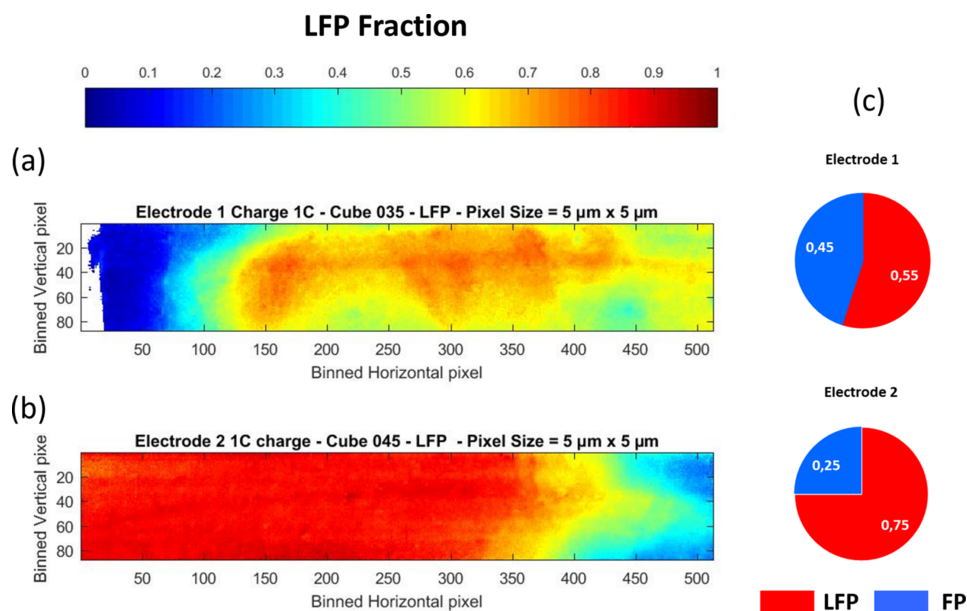 LFP Fraction
0 0.1 0.2 0.3 0.4 0.5 0.6 0.7 0.8 0.9 1
(a)
Electrode 1 Charge 1C - Cube 035 - LFP - Pixel Size = 5 µm x 5 µm
Binned Vertical pixel
20
40
60
80
50 100 150 200 250 300 350 400 450 500
Binned Horizontal pixel
(b)
Electrode 2 1C charge - Cube 045 - LFP - Pixel Size = 5 µm x 5 µm
Binned Vertical pixe
20
40
60
80
50 100 150 200 250 300 350 400 450 500
Binned Horizontal pixel
(c)
Electrode 1
0,45
0,55
Electrode 2
0,25
0,75
LFP FP